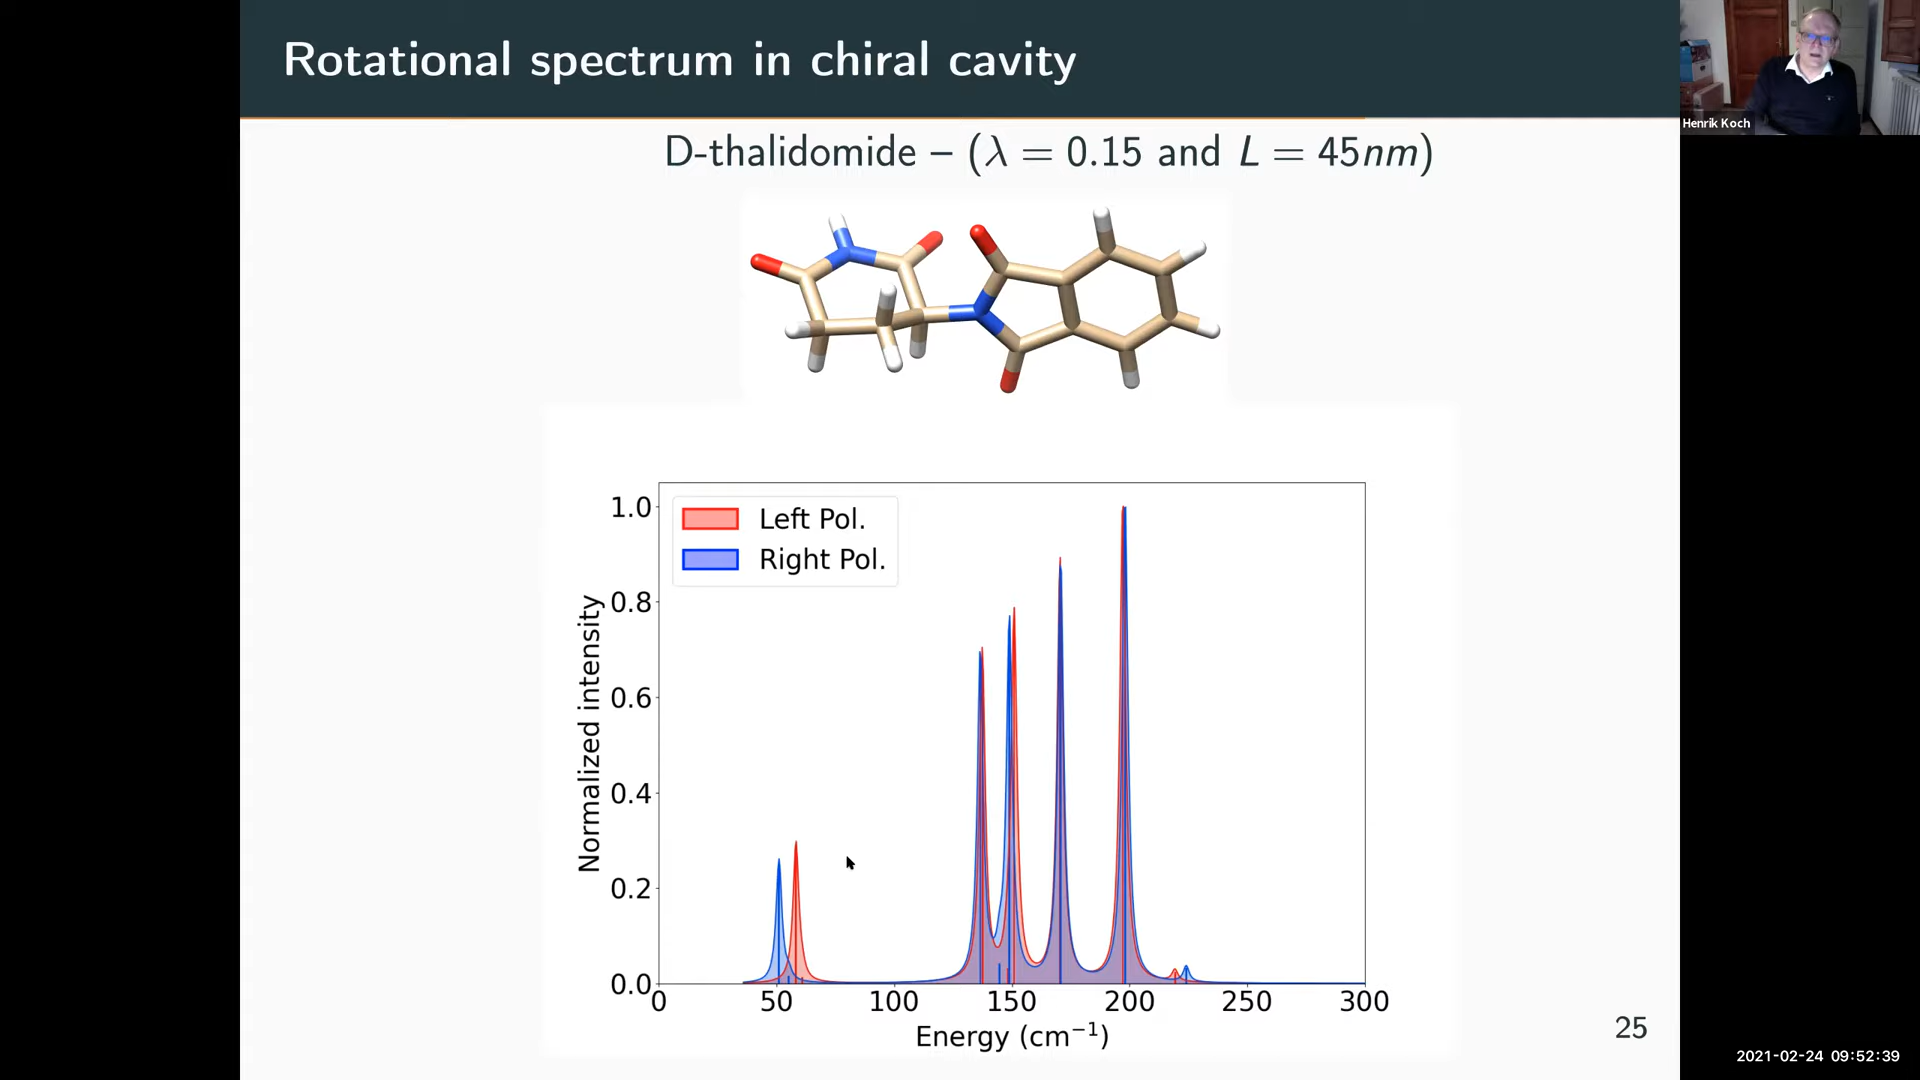 Rotational spectrum in chiral cavity
Henrik Koch
D-thalidomide – (λ = 0.15 and L = 45nm)
1.0
0.8
0.6
0.4
0.2
0.0
Normalized intensity
Left Pol.
Right Pol.
0 50 100 150 200 250 300
Energy (cm⁻¹)
25
2021-02-24 09:52:39